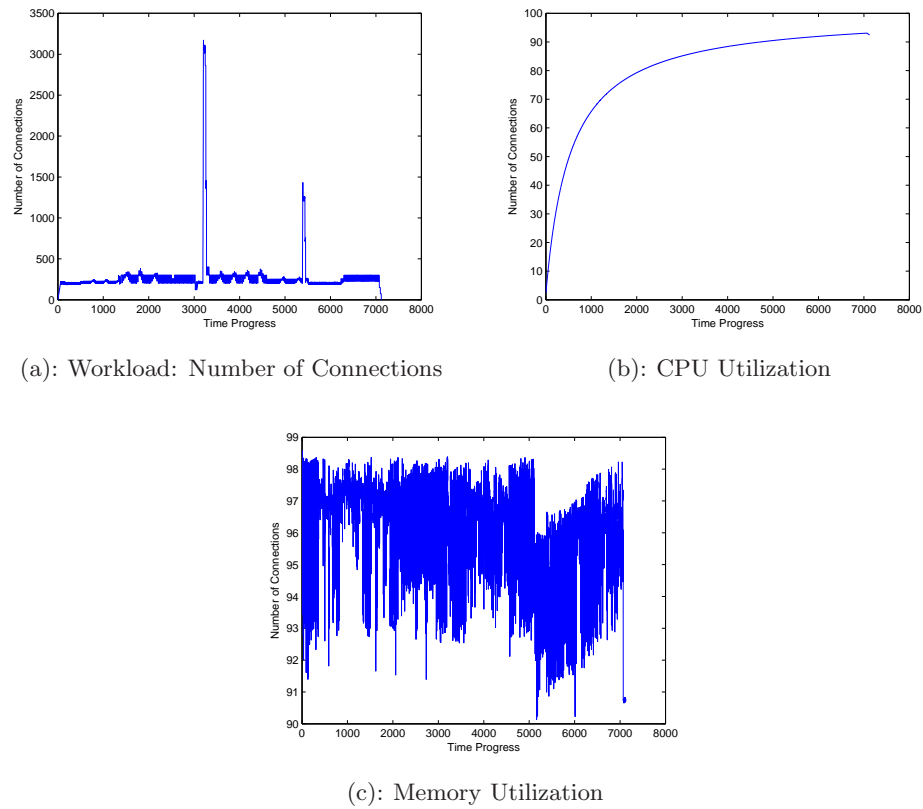 3500
3000
2500
2000
1500
1000
500
0
Number of Connections
0 1000 2000 3000 4000 5000 6000 7000 8000
Time Progress
(a): Workload: Number of Connections
100
90
80
70
60
50
40
30
20
10
0
Number of Connections
0 1000 2000 3000 4000 5000 6000 7000 8000
Time Progress
(b): CPU Utilization
99
98
97
96
95
94
93
92
91
90
Number of Connections
0 1000 2000 3000 4000 5000 6000 7000 8000
Time Progress
(c): Memory Utilization